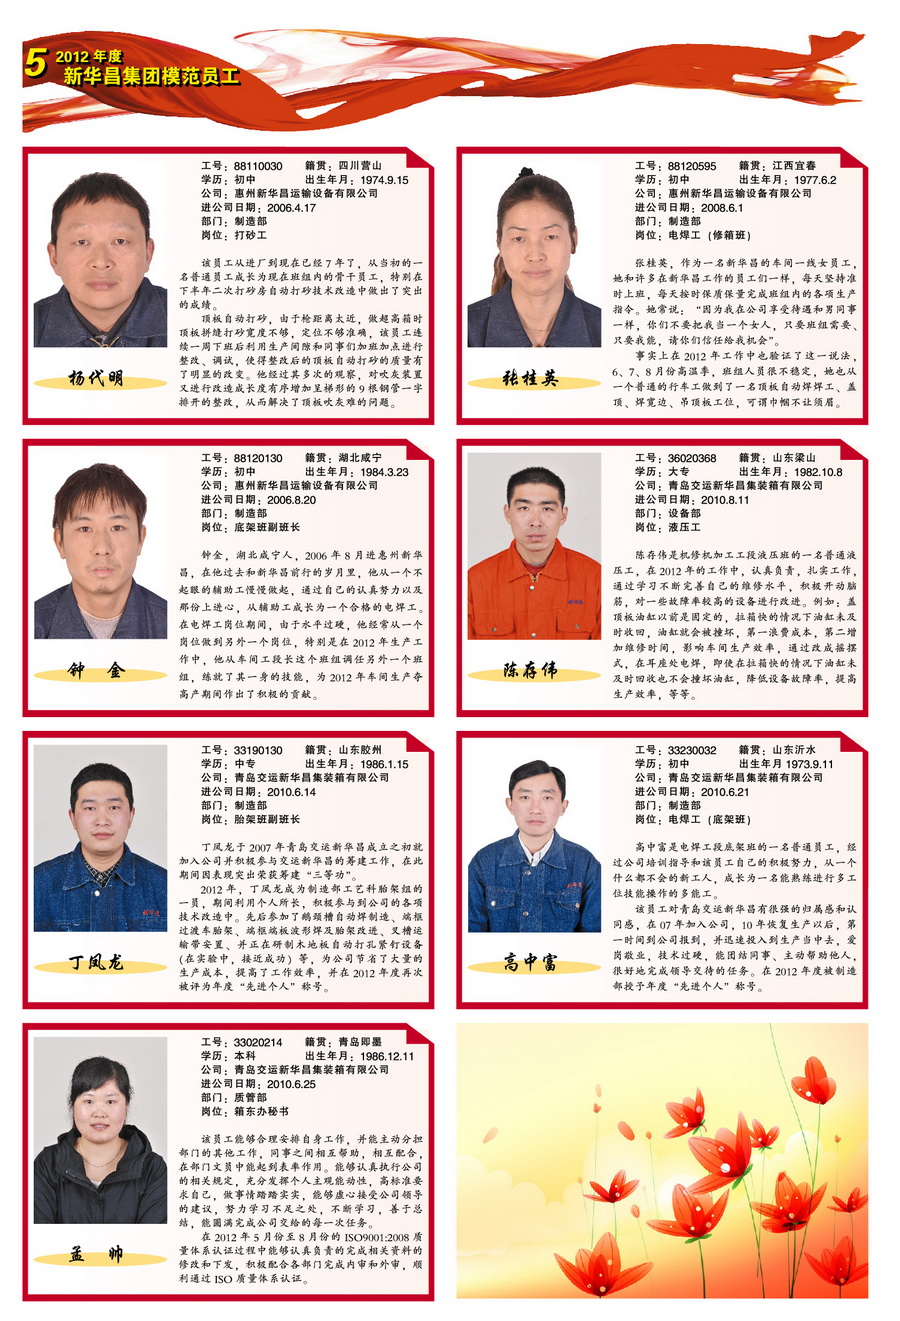 5
2012 年度
新华昌集团模范员工
工号：88110030 籍贯：四川营山
学历：初中 出生年月：1974.9.15
公司：惠州新华昌运输设备有限公司
进公司日期：2006.4.17
部门：制造部
岗位：打砂工
该员工从进厂到现在已经 7 年了，从当初的一
名普通员工成长为现在班组内的骨干员工，特别在
下半年二次打砂房自动打砂技术改造中做出了突出
的成绩。
顶板自动打砂，由于枪距离太近，做超高箱时
顶板拼缝打砂宽度不够，定位不够准确，该员工连
续一周下班后利用生产间隙和同事们加班加点进行
整改、调试，使得整改后的顶板自动打砂的质量有
了明显的改变。他经过其多次的观察，对吹灰装置
又进行改造成长度有序增加呈梯形的 9 根钢管一字
排开的整改，从而解决了顶板吹灰难的问题。
杨代明
工号：88120595 籍贯：江西宜春
学历：初中 出生年月：1977.6.2
公司：惠州新华昌运输设备有限公司
进公司日期：2008.6.1
部门：制造部
岗位：电焊工（修箱班）
张桂英，作为一名新华昌的车间一线女员工，
她和许多在新华昌工作的员工们一样，每天坚持准
时上班，每天按时保质保量完成班组内的各项生产
指令。她常说：“因为我在公司享受待遇和男同事
一样，你们不要把我当一个女人，只要班组需要、
只要我能，请你们信任给我机会”。
事实上在 2012 年工作中也验证了这一说法，
6、7、8 月份高温季，班组人员很不稳定，她也从
一个普通的行车工做到了一名顶板自动焊焊工、盖
顶、焊宽边、吊顶板工位，可谓巾帼不让须眉。
张桂英
工号：88120130 籍贯：湖北咸宁
学历：初中 出生年月：1984.3.23
公司：惠州新华昌运输设备有限公司
进公司日期：2006.8.20
部门：制造部
岗位：底架班副班长
钟金，湖北咸宁人，2006 年 8 月进惠州新华
昌，在他过去和新华昌前行的岁月里，他从一个不
起眼的辅助工慢慢做起，通过自己的认真努力以及
那份上进心，从辅助工成长为一个合格的电焊工。
在电焊工岗位期间，由于水平过硬，他经常从一个
岗位做到另外一个岗位，特别是在 2012 年生产工
作中，他从车间工段长这个班组调任另外一个班
组，练就了其一身的技能，为 2012 年车间生产夺
高产期间作出了积极的贡献。
钟 金
工号：36020368 籍贯：山东梁山
学历：大专 出生年月：1982.10.8
公司：青岛交运新华昌集装箱有限公司
进公司日期：2010.8.11
部门：设备部
岗位：液压工
陈存伟是机修机加工工段液压班的一名普通液
压工，在 2012 年的工作中，认真负责，扎实工作，
通过学习不断完善自己的维修水平，积极开动脑
筋，对一些故障率较高的设备进行改进。例如：盖
顶板油缸以前是固定的，拉箱快的情况下油缸未及
时收回，油缸就会被撞坏，第一浪费成本，第二增
加维修时间，影响车间生产效率，通过改成摇摆
式，在耳座处电焊，即使在拉箱快的情况下油缸未
及时回收也不会撞坏油缸，降低设备故障率，提高
生产效率，等等。
陈存伟
工号：33190130 籍贯：山东胶州
学历：中专 出生年月：1986.1.15
公司：青岛交运新华昌集装箱有限公司
进公司日期：2010.6.14
部门：制造部
岗位：胎架班副班长
丁凤龙于 2007 年青岛交运新华昌成立之初就
加入公司并积极参与交运新华昌的筹建工作，在此
期间因表现突出荣获筹建“三等功”。
2012 年，丁凤龙成为制造部工艺科胎架组的
一员，期间利用个人所长，积极参与到公司的各项
技术改造中。先后参加了鹅颈槽自动焊制造、端框
过渡车胎架、端框端板波形焊及胎架改进、叉槽运
输带安置、并正在研制木地板自动打孔紧钉设备
(在实验中，接近成功) 等，为公司节省了大量的
生产成本，提高了工作效率，并在 2012 年度再次
被评为年度“先进个人”称号。
丁凤龙
工号：33230032 籍贯：山东沂水
学历：初中 出生年月 1973.9.11
公司：青岛交运新华昌集装箱有限公司
进公司日期：2010.6.21
部门：制造部
岗位：电焊工（底架班）
高中富是电焊工段底架班的一名普通员工，经
过公司培训指导和该员工自己的积极努力，从一个
什么都不会的新工人，成长为一名能熟练进行多工
位技能操作的多能工。
该员工对青岛交运新华昌有很强的归属感和认
同感，在 07 年加入公司，10 年恢复生产以后，第
一时间到公司报到，并迅速投入到生产当中去，爱
岗敬业，技术过硬，能团结同事、主动帮助他人，
很好地完成领导交待的任务。在 2012 年度被制造
部授予年度“先进个人”称号。
高中富
工号：33020214 籍贯：青岛即墨
学历：本科 出生年月：1986.12.11
公司：青岛交运新华昌集装箱有限公司
进公司日期：2010.6.25
部门：质管部
岗位：箱东办秘书
该员工能够合理安排自身工作，并能主动分担
部门的其他工作，同事之间相互帮助，相互配合，
在部门文员中能起到表率作用。能够认真执行公司
的相关规定，充分发挥个人主观能动性，高标准要
求自己，做事情踏踏实实，能够虚心接受公司领导
的建议，努力学习不足之处，不断学习，善于总
结，能圆满完成公司交给的每一次任务。
在 2012 年 5 月份至 8 月份的 ISO9001:2008 质
量体系认证过程中能够认真负责的完成相关资料的
修改和下发，积极配合各部门完成内审和外审，顺
利通过 ISO 质量体系认证。
孟 帅